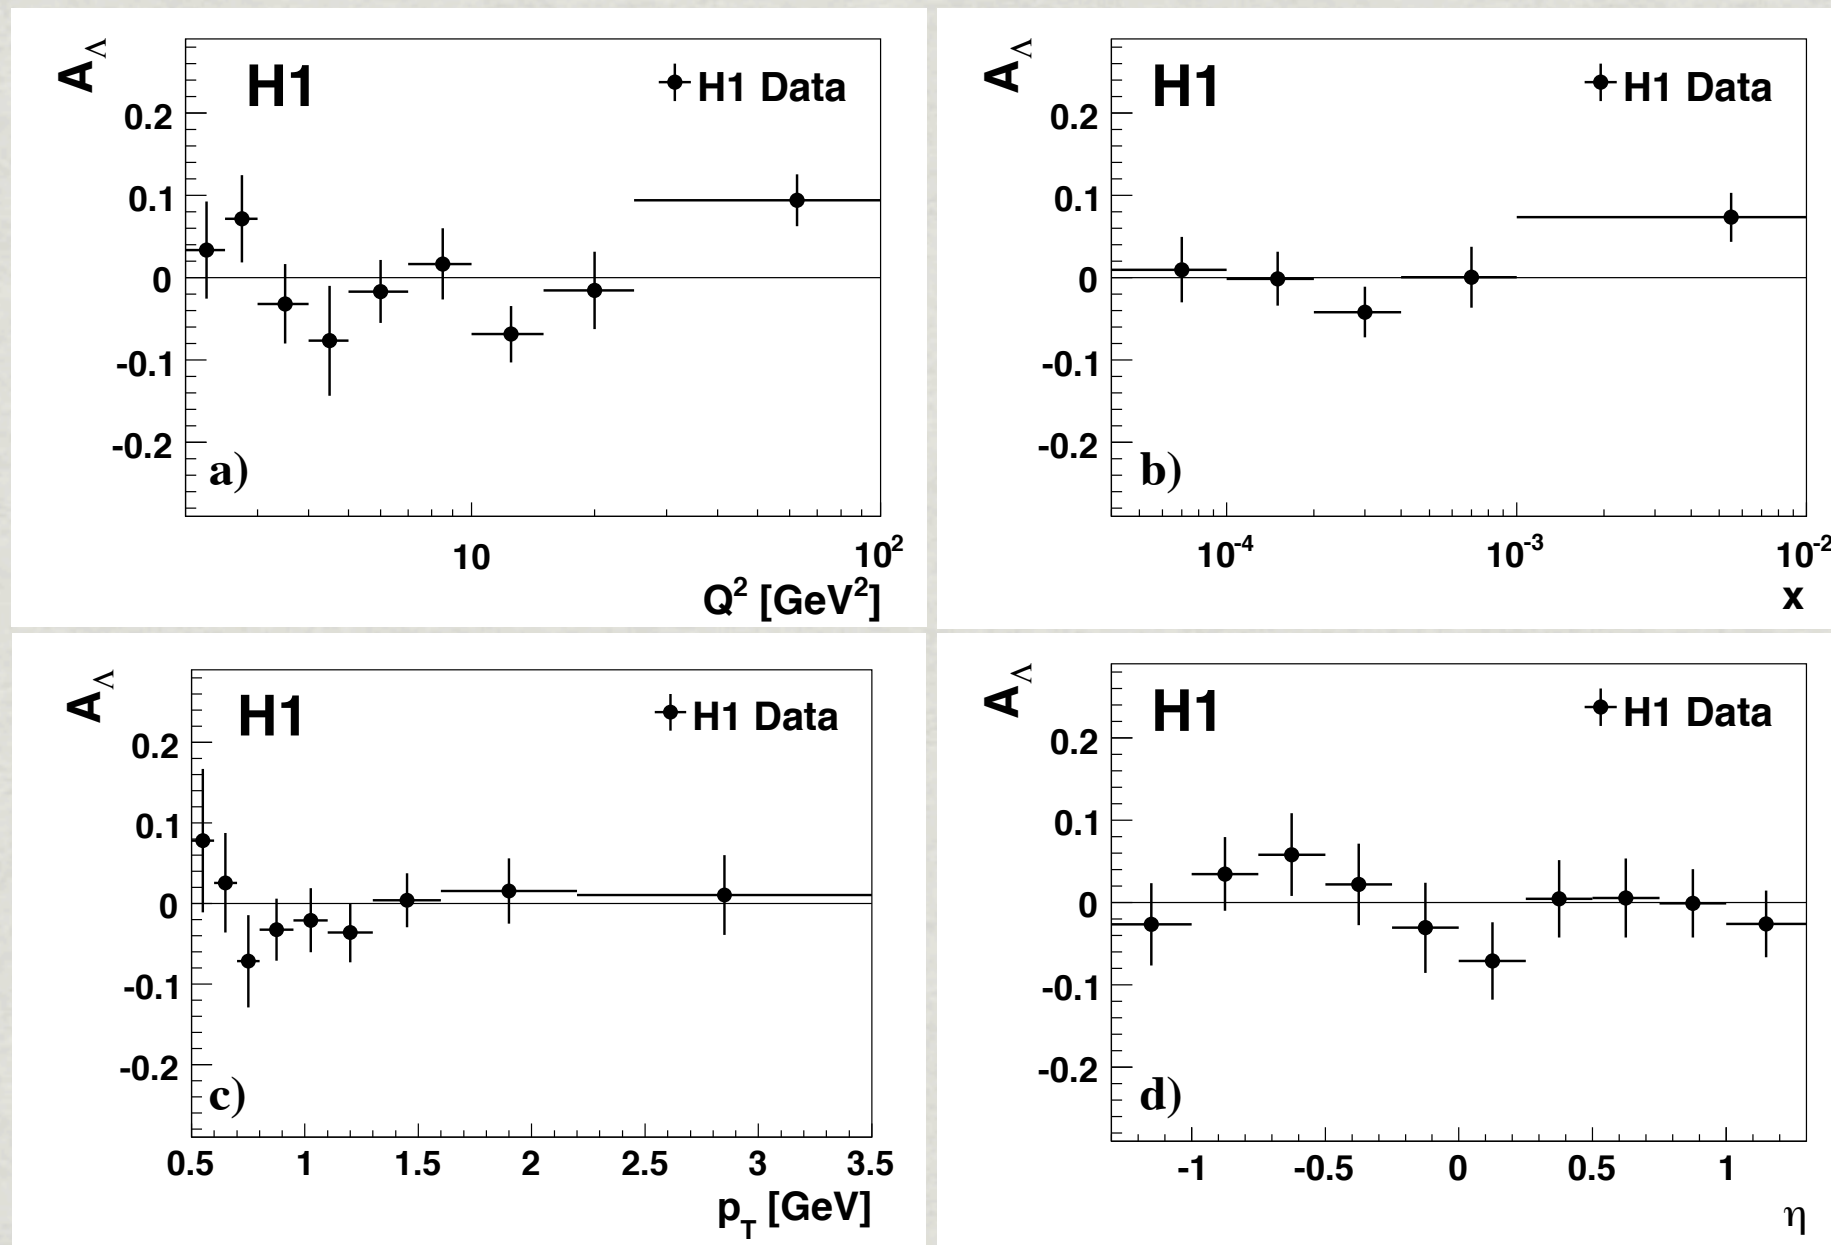 A_Λ
H1
H1 Data
0.2
0.1
0
-0.1
-0.2
a)
10
10²
Q² [GeV²]
A_Λ
H1
H1 Data
0.2
0.1
0
-0.1
-0.2
b)
10⁻⁴
10⁻³
10⁻²
x
A_Λ
H1
H1 Data
0.2
0.1
0
-0.1
-0.2
c)
0.5 1 1.5 2 2.5 3 3.5
p_T [GeV]
A_Λ
H1
H1 Data
0.2
0.1
0
-0.1
-0.2
d)
-1 -0.5 0 0.5 1
η